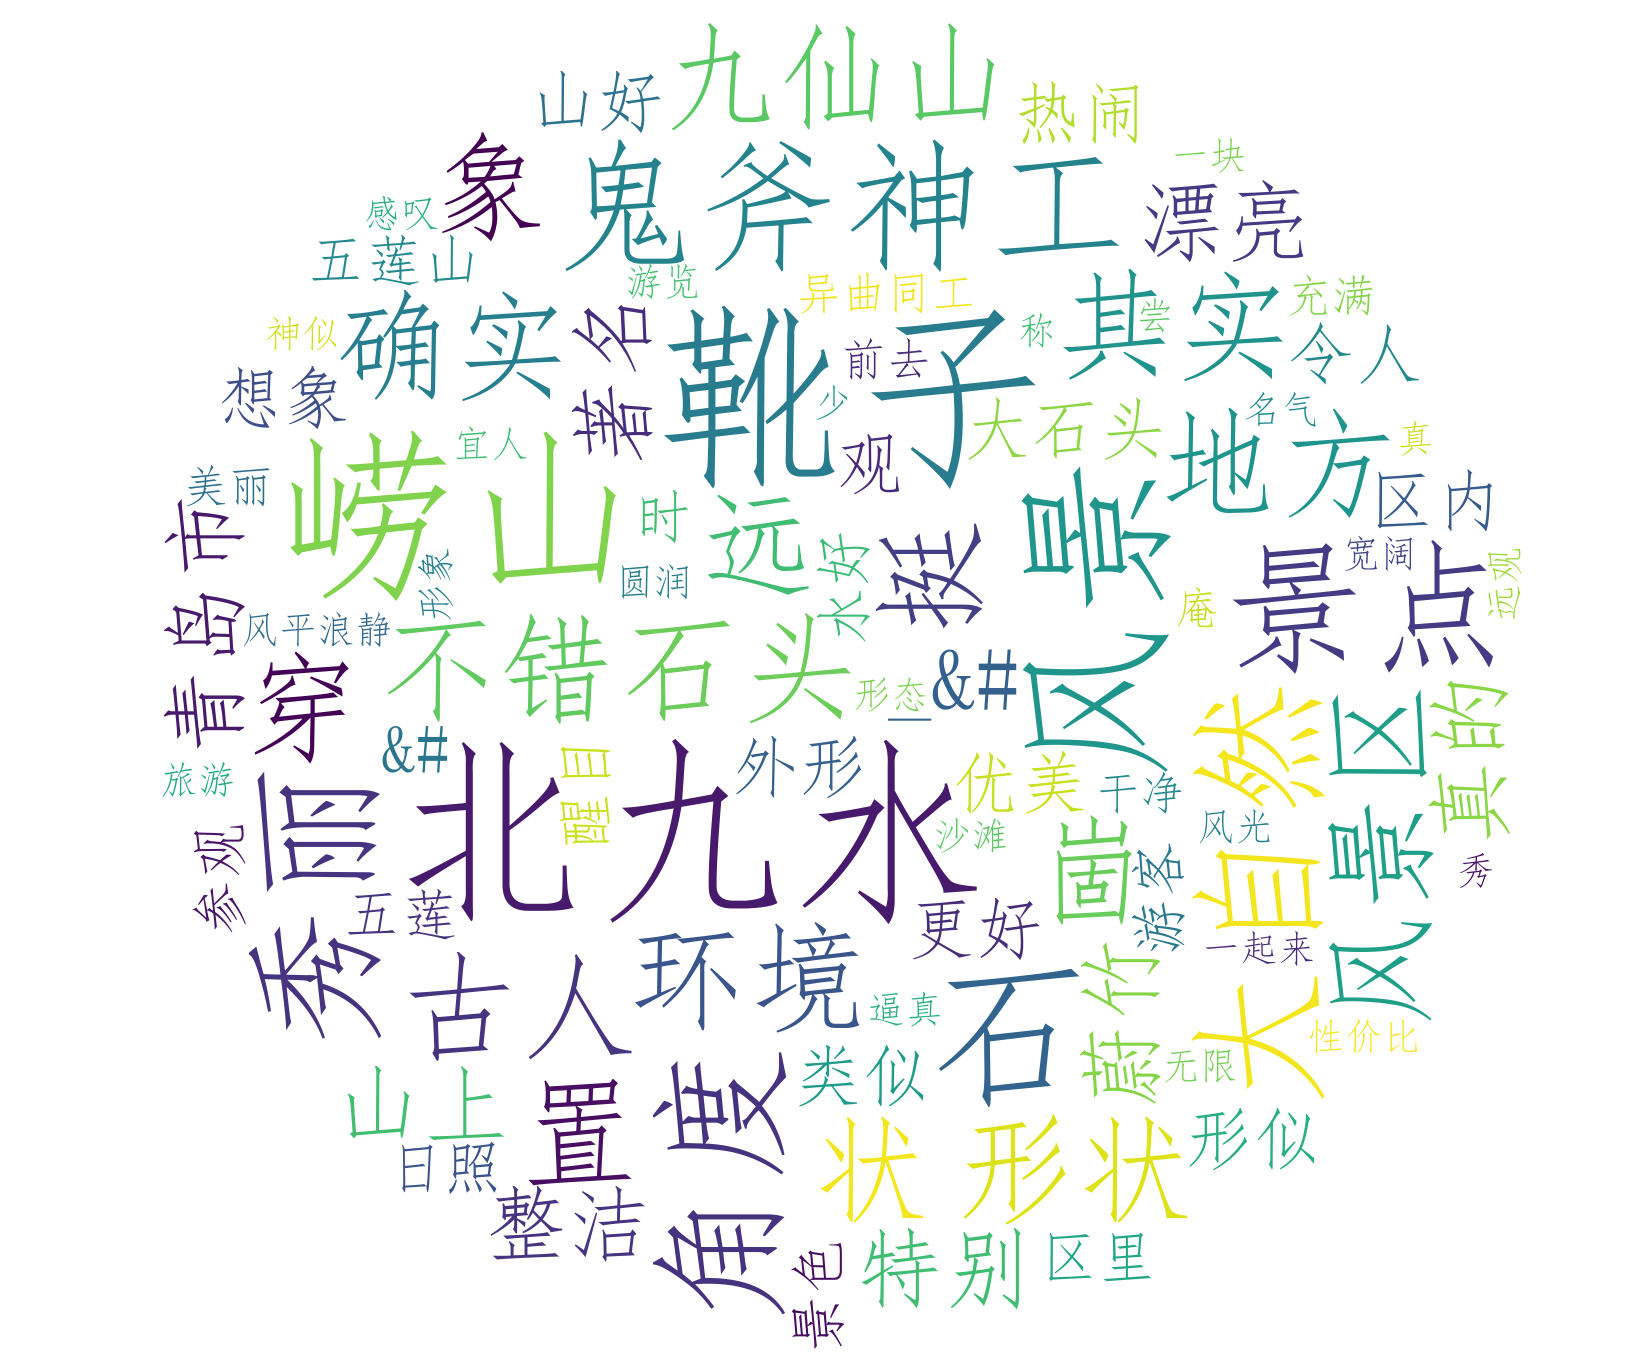 九仙山
山好
热闹
象
鬼斧神工
一块
漂亮
感叹
五莲山
游览
异曲同工
充满
神似
确实
著名
靴子
前去
称
其实
尝
令人
想象
少
大石头
名气
宜人
观
真
美丽
崂山
时
远
挺
风景
地方
区内
青岛市
形象
圆润
水好
宽阔
远观
景点
庵
风平浪静
不错
石头
穿
形态
一
&#
&#
自然
风景区
真的
旅游
秀丽
北九水
醒目
外形
优美
干净
沙滩
崮
风光
游客
参观
秀
五莲
更好
一起来
古人
环境
石
蔚竹
大
逼真
类似
无限
性价比
山上
置
角度
状
形状
形似
日照
整洁
特别
区里
景色